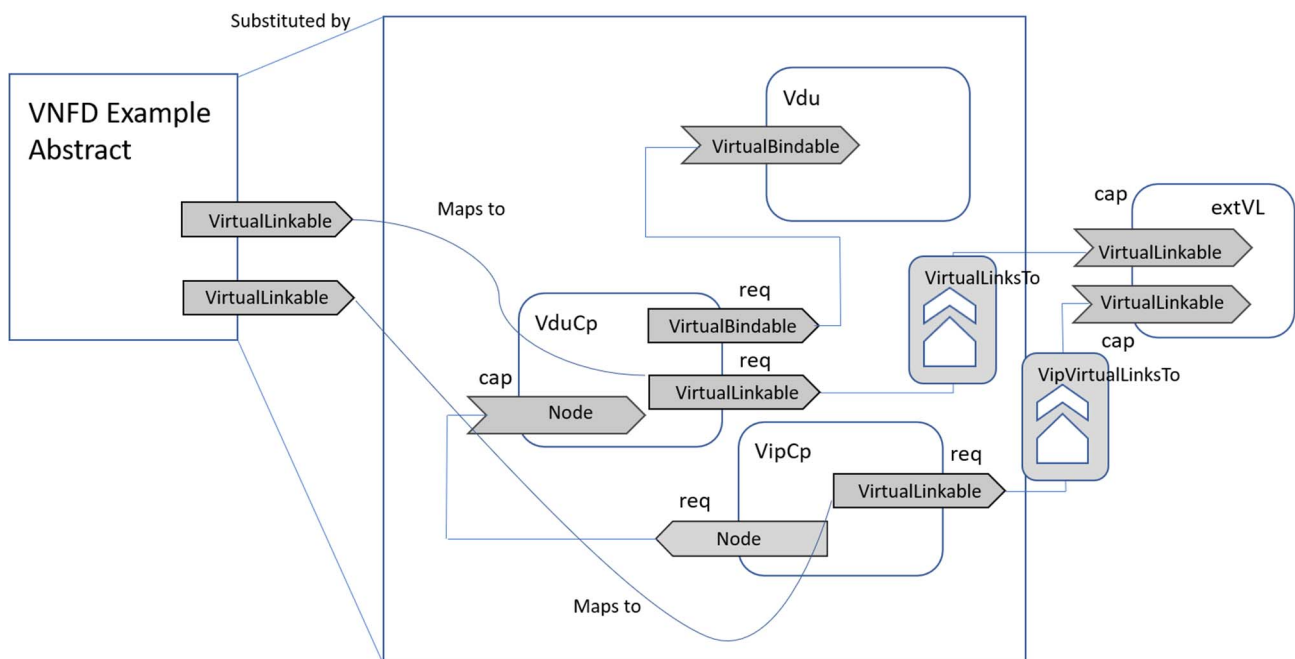 Substituted by
VNFD Example
Abstract
VirtualLinkable
VirtualLinkable
Maps to
Vdu
VirtualBindable
cap
extVL
VirtualLinkable
VirtualLinkable
cap
VirtualLinksTo
VipVirtualLinksTo
VduCp
req
VirtualBindable
req
VirtualLinkable
cap
Node
VipCp
req
VirtualLinkable
req
Node
Maps to